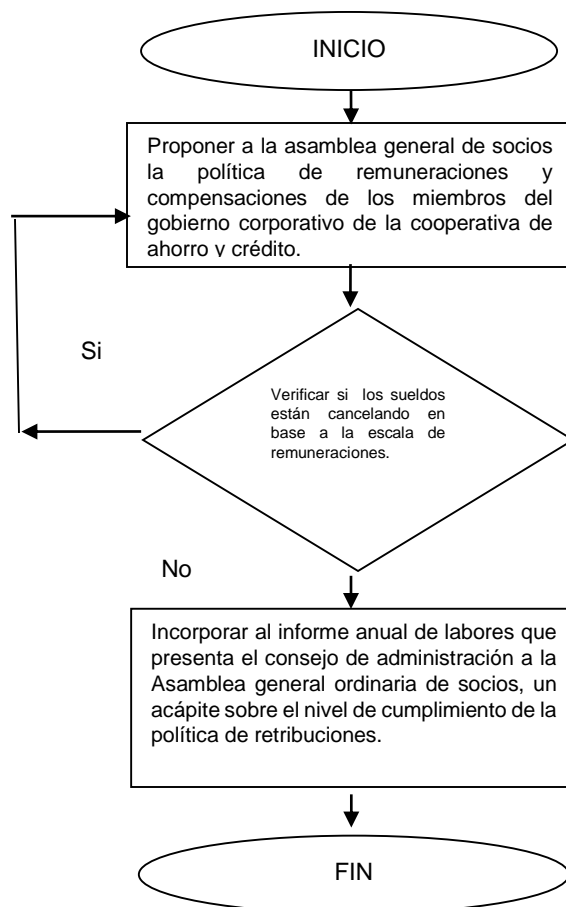 INICIO
Proponer a la asamblea general de socios
la política de remuneraciones y
compensaciones de los miembros del
gobierno corporativo de la cooperativa de
ahorro y crédito.
Si
Verificar si los sueldos
están cancelando en
base a la escala de
remuneraciones.
No
Incorporar al informe anual de labores que
presenta el consejo de administración a la
Asamblea general ordinaria de socios, un
acápite sobre el nivel de cumplimiento de la
política de retribuciones.
FIN